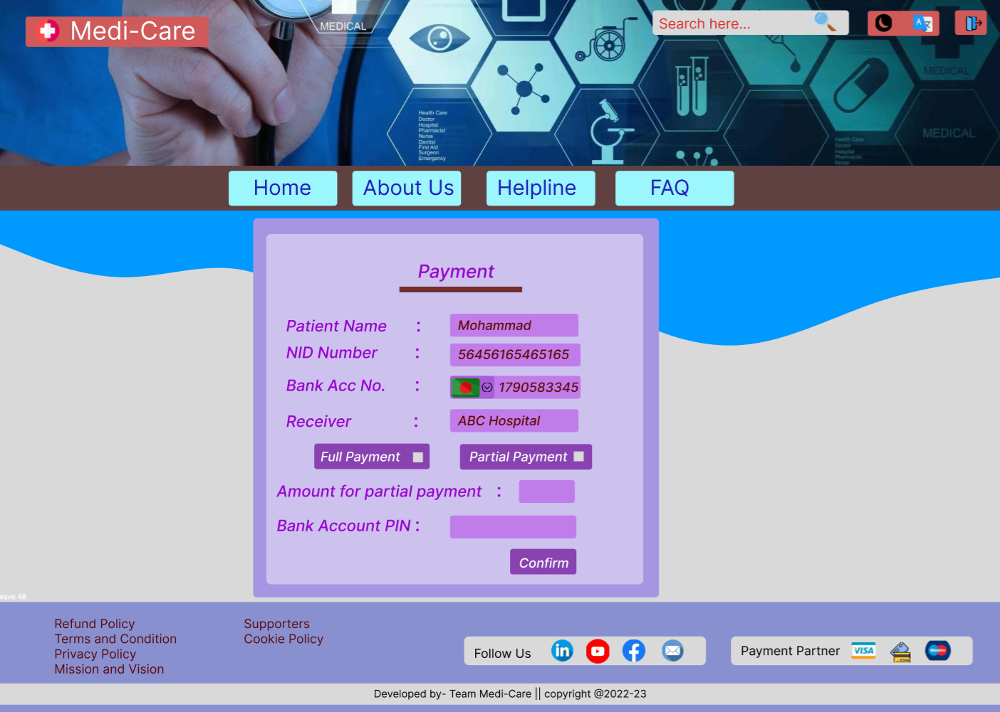 Medi-Care
MEDICAL
Search here...
MEDICAL
MEDICAL
Health Care
Doctor
Hospital
Pharmacist
Nurse
Dentist
First Aid
Surgeon
Emergency
Health Care
Doctor
Hospital
Pharmacist
Nurse
Home
About Us
Helpline
FAQ
Payment
Patient Name : Mohammad
NID Number : 56456165465165
Bank Acc No. : 1790583345
Receiver : ABC Hospital
Full Payment
Partial Payment
Amount for partial payment :
Bank Account PIN :
Confirm
wave 48
Refund Policy
Terms and Condition
Privacy Policy
Mission and Vision
Supporters
Cookie Policy
Follow Us
in
Payment Partner
VISA
Maestro
Developed by- Team Medi-Care || copyright @2022-23